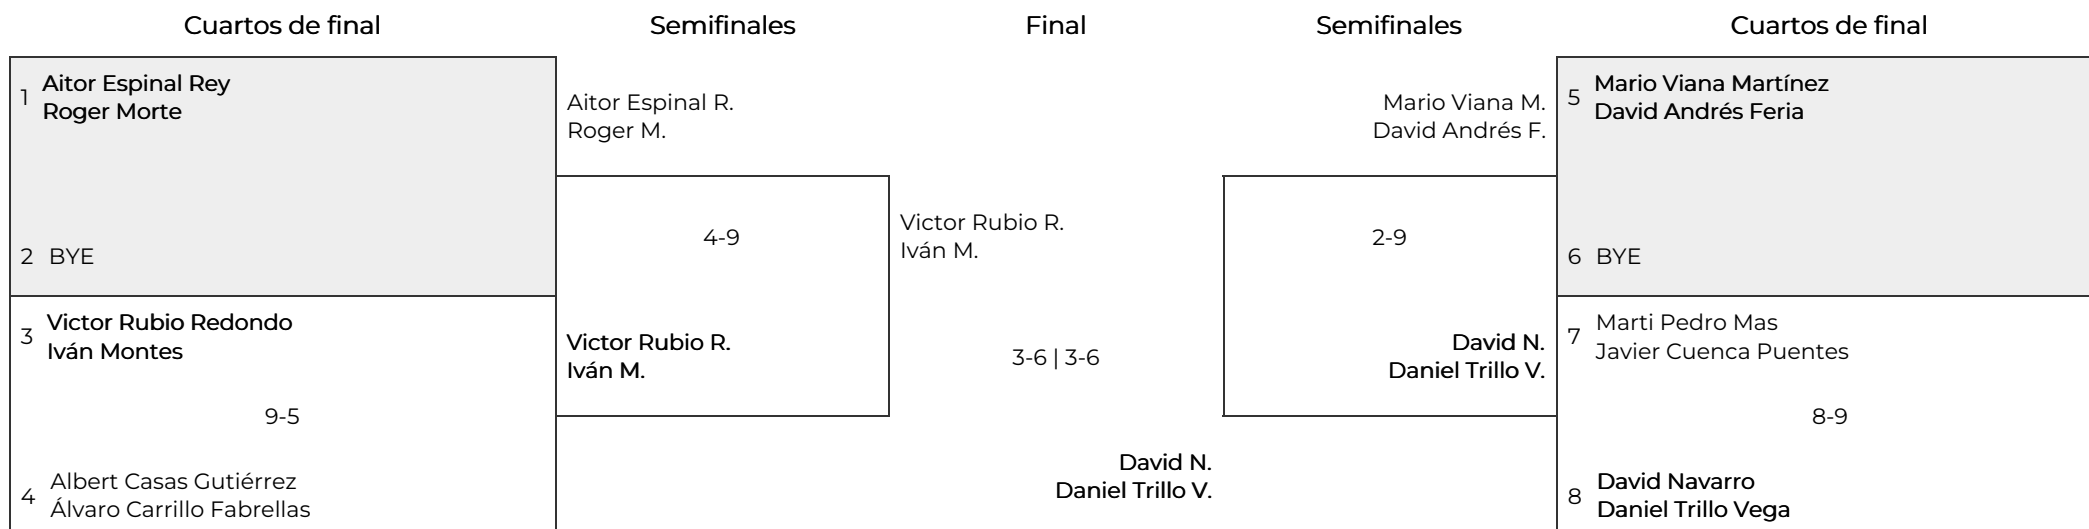 Cuartos de final
Semifinales
Final
Semifinales
Cuartos de final
1
Aitor Espinal Rey
Roger Morte
2 BYE
3
Victor Rubio Redondo
Iván Montes
9-5
4
Albert Casas Gutiérrez
Álvaro Carrillo Fabrellas
Aitor Espinal R.
Roger M.
4-9
Victor Rubio R.
Iván M.
Victor Rubio R.
Iván M.
3-6 | 3-6
David N.
Daniel Trillo V.
Mario Viana M.
David Andrés F.
2-9
David N.
Daniel Trillo V.
5
Mario Viana Martínez
David Andrés Feria
6 BYE
7
Marti Pedro Mas
Javier Cuenca Puentes
8-9
8
David Navarro
Daniel Trillo Vega